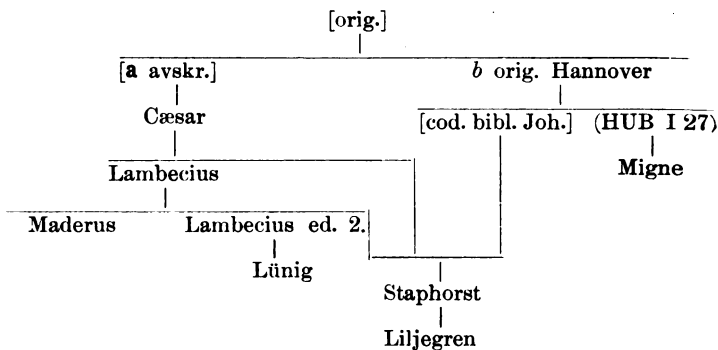 [orig.]
[a avskr.] b orig. Hannover
Cæsar [cod. bibl. Joh.] (HUB I 27)
Lambecius Migne
Maderus Lambecius ed. 2.
Lünig
Staphorst
Liljegren